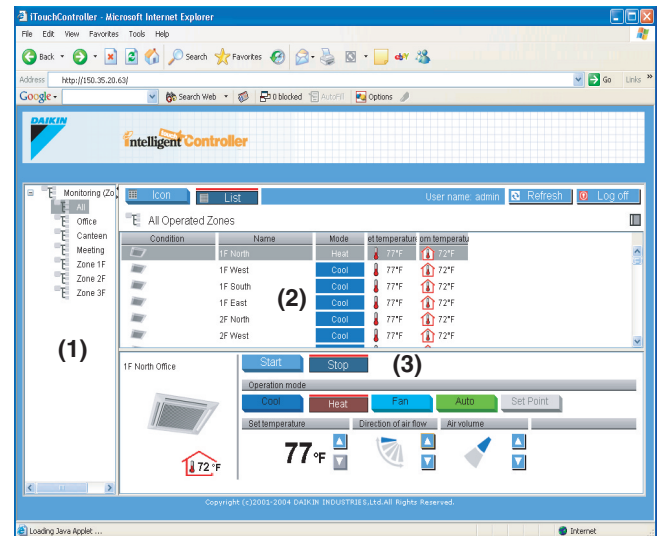 iTouchController - Microsoft Internet Explorer
File Edit View Favorites Tools Help
Back Search Favorites
Address http://150.35.20.63/ Go Links »
Google Search Web 0 blocked AutoFill Options
DAIKIN
intelligent Controller
Monitoring (Zo
All
Office
Canteen
Meeting
Zone 1F
Zone 2F
Zone 3F
(1)
Icon List User name: admin Refresh Log off
All Operated Zones
Condition Name Mode et temperature om temperatu
1F North Heat 77°F 72°F
1F West Cool 77°F 72°F
1F South Cool 77°F 72°F
1F East Cool 77°F 72°F
2F North Cool 77°F 72°F
2F West Cool 77°F 72°F
(2)
1F North Office
Start Stop (3)
Operation mode
Cool Heat Fan Auto Set Point
Set temperature Direction of air flow Air volume
77 °F
72 °F
Copyright (c)2001-2004 DAIKIN INDUSTRIES.Ltd.All Rights Reserved.
Loading Java Applet ... Internet